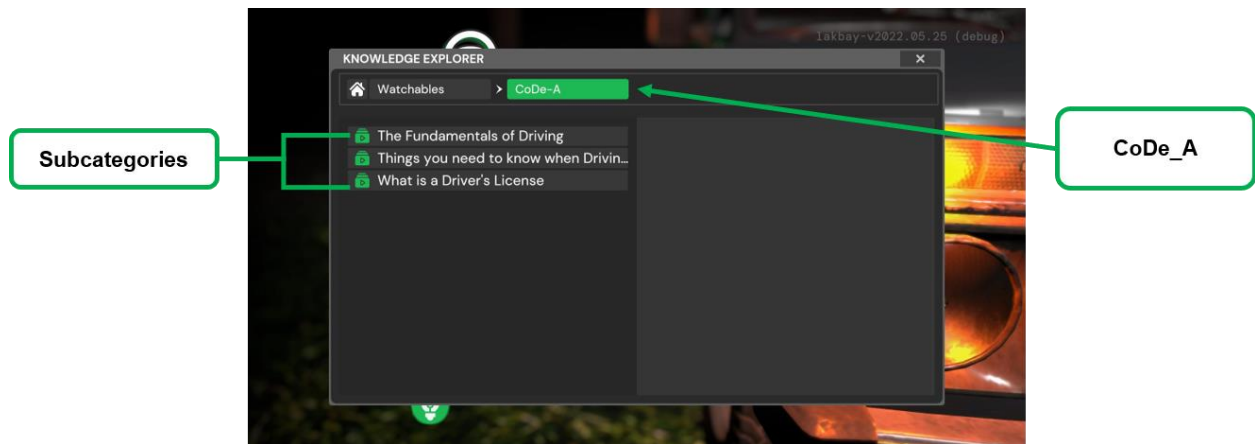 lakbay-v2022.05.25 (debug)
KNOWLEDGE EXPLORER
Watchables > CoDe-A
The Fundamentals of Driving
Things you need to know when Drivin...
What is a Driver's License
Subcategories
CoDe_A